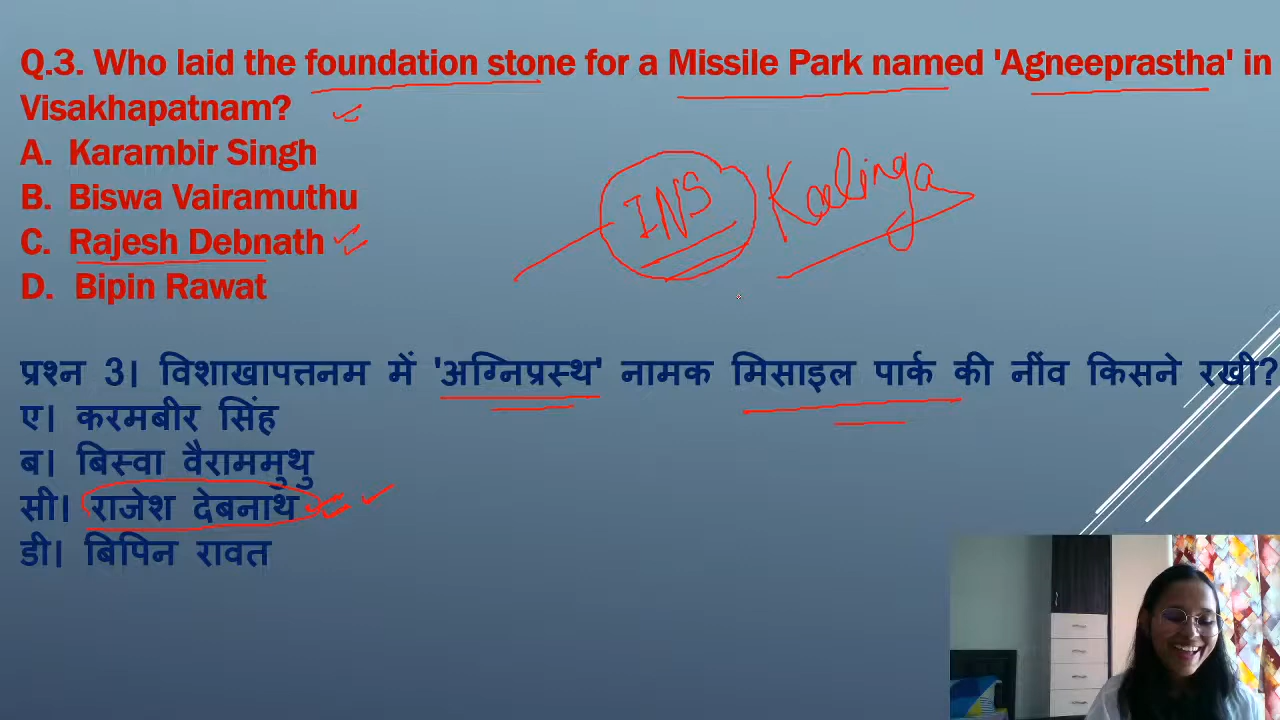 Q.3. Who laid the foundation stone for a Missile Park named 'Agneeprastha' in
Visakhapatnam?
A. Karambir Singh
B. Biswa Vairamuthu
C. Rajesh Debnath
D. Bipin Rawat
INS Kalinga
प्रश्न 3। विशाखापत्तनम में 'अग्निप्रस्थ' नामक मिसाइल पार्क की नींव किसने रखी?
ए। करमबीर सिंह
ब। बिस्वा वैराममुथु
सी। राजेश देबनाथ
डी। बिपिन रावत